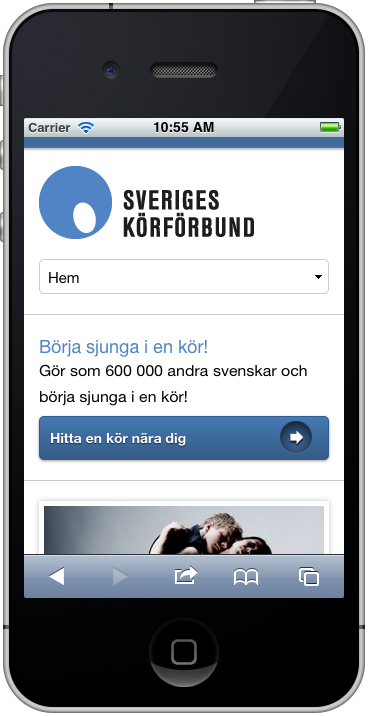 Carrier
10:55 AM
SVERIGES
KÖRFÖRBUND
Hem
Börja sjunga i en kör!
Gör som 600 000 andra svenskar och
börja sjunga i en kör!
Hitta en kör nära dig